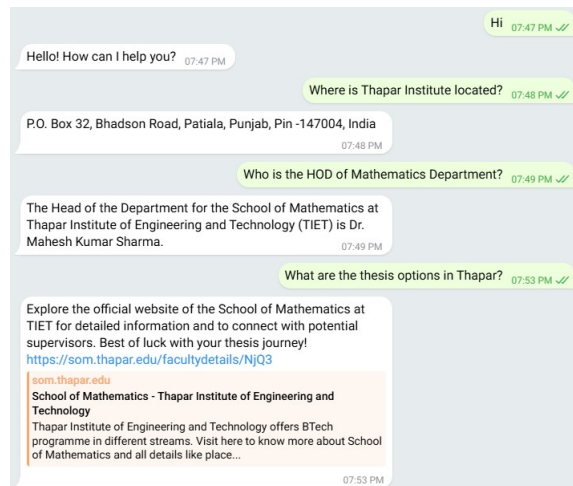 Hi 07:47 PM
Hello! How can I help you? 07:47 PM
Where is Thapar Institute located? 07:48 PM
P.O. Box 32, Bhadson Road, Patiala, Punjab, Pin -147004, India
07:48 PM
Who is the HOD of Mathematics Department? 07:49 PM
The Head of the Department for the School of Mathematics at
Thapar Institute of Engineering and Technology (TIET) is Dr.
Mahesh Kumar Sharma. 07:49 PM
What are the thesis options in Thapar? 07:53 PM
Explore the official website of the School of Mathematics at
TIET for detailed information and to connect with potential
supervisors. Best of luck with your thesis journey!
https://som.thapar.edu/facultydetails/NjQ3
som.thapar.edu
School of Mathematics - Thapar Institute of Engineering and
Technology
Thapar Institute of Engineering and Technology offers BTech
programme in different streams. Visit here to know more about School
of Mathematics and all details like place...
07:53 PM